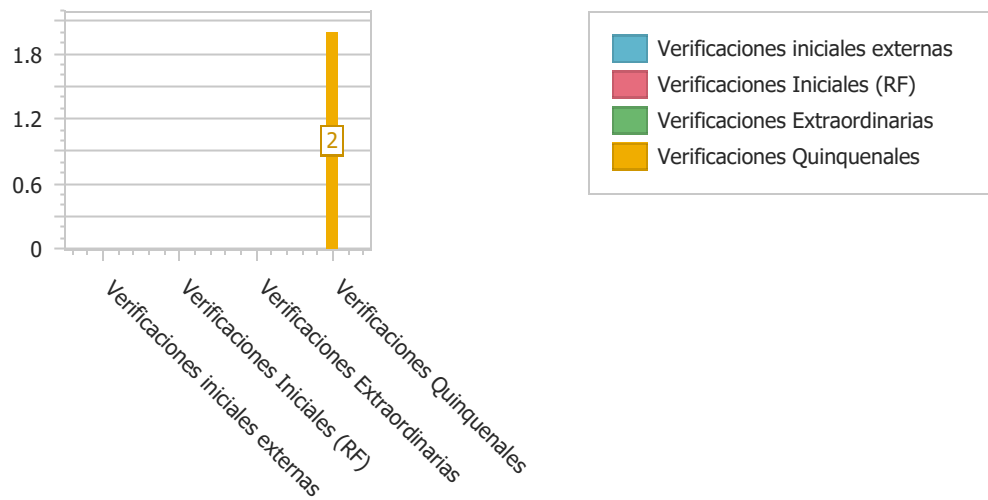 1.8
1.2
0.6
0
2
Verificaciones iniciales externas
Verificaciones Iniciales (RF)
Verificaciones Extraordinarias
Verificaciones Quinquenales
Verificaciones iniciales externas
Verificaciones Iniciales (RF)
Verificaciones Extraordinarias
Verificaciones Quinquenales